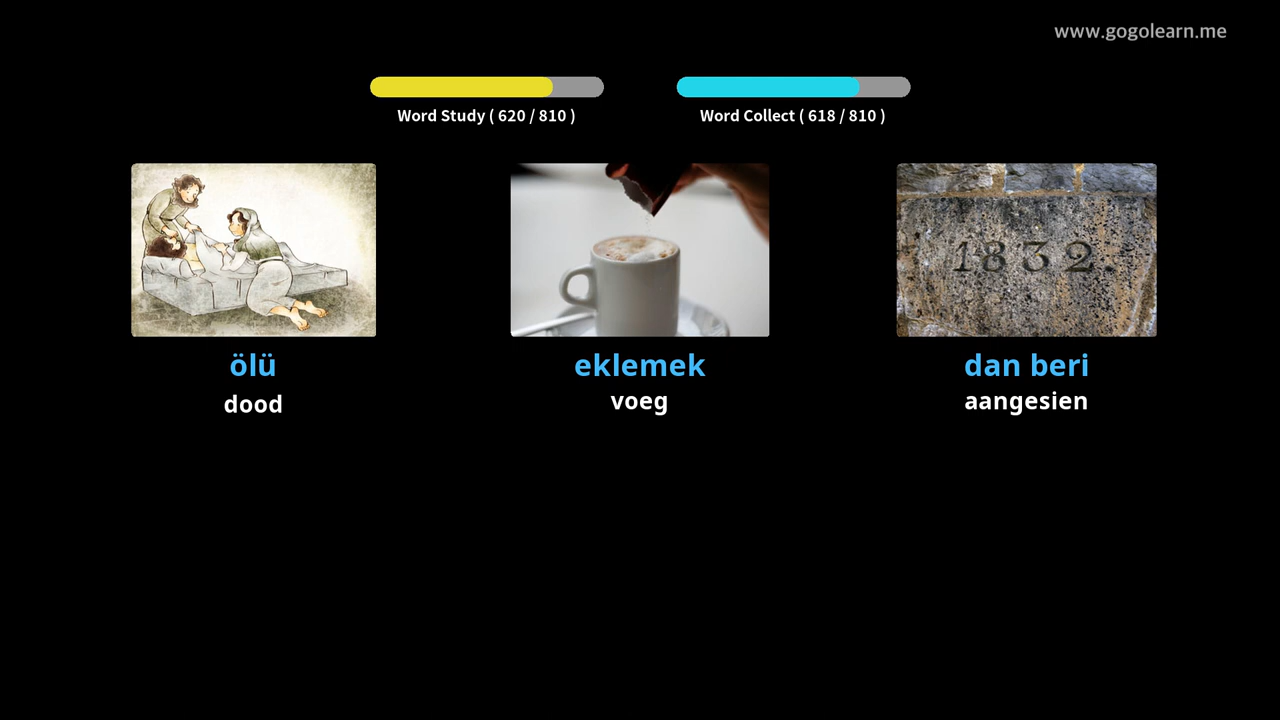 www.gogolearn.me
Word Study ( 620 / 810 )
Word Collect ( 618 / 810 )
1832.
ölü
eklemek
dan beri
dood
voeg
aangesien